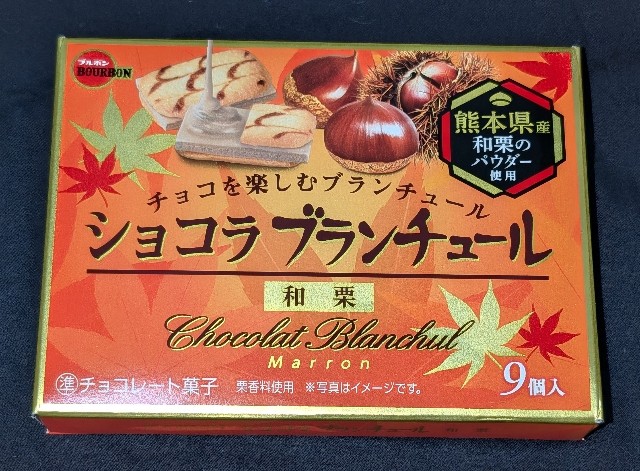 ブルボン
BOURBON
熊本県産
和栗の
パウダー
使用
チョコを楽しむブランチュール
ショコラブランチュール
和栗
Chocolat Blanchul
Marron
準チョコレート菓子 栗香料使用 ※写真はイメージです。 9個入